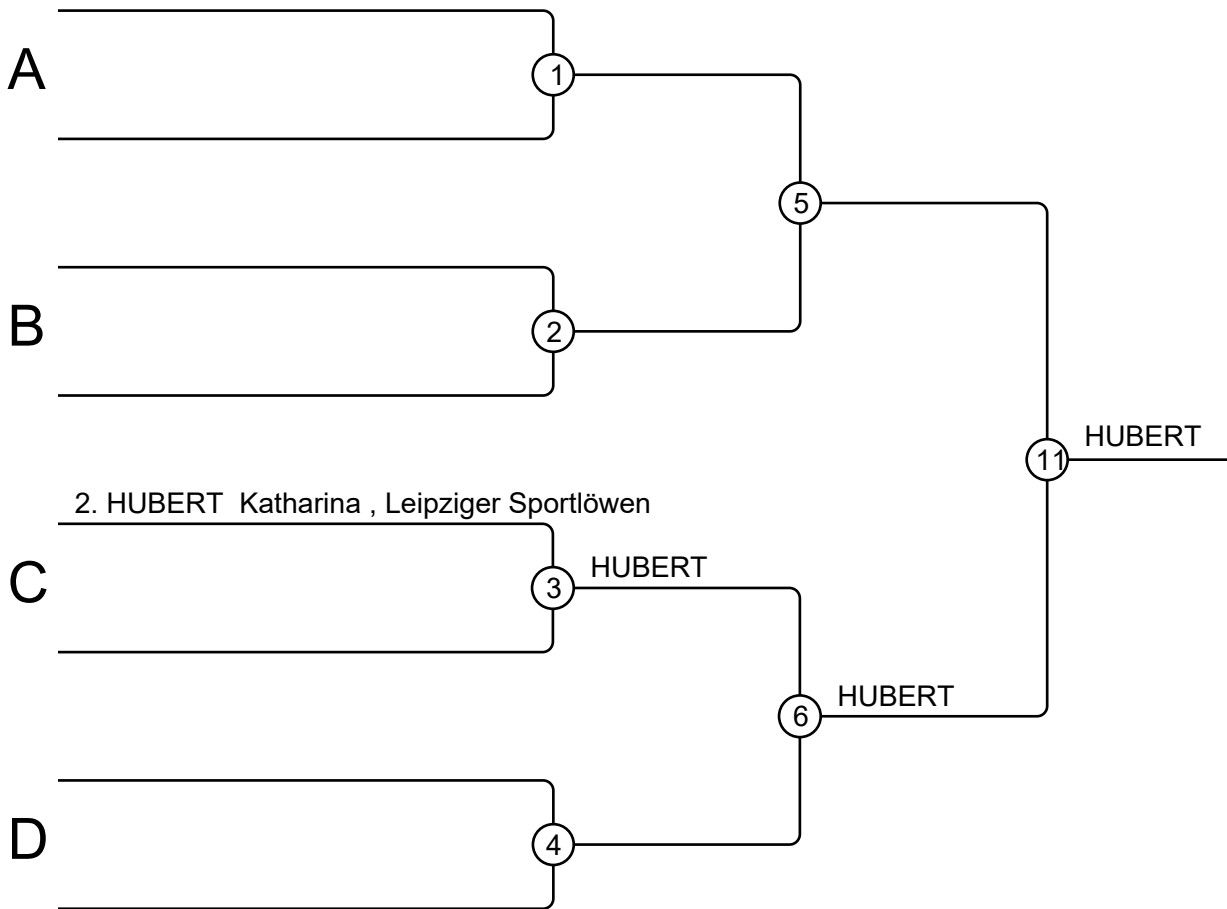 A
1
5
B
2
HUBERT
11
2. HUBERT Katharina , Leipziger Sportlöwen
C
3
HUBERT
6
HUBERT
D
4